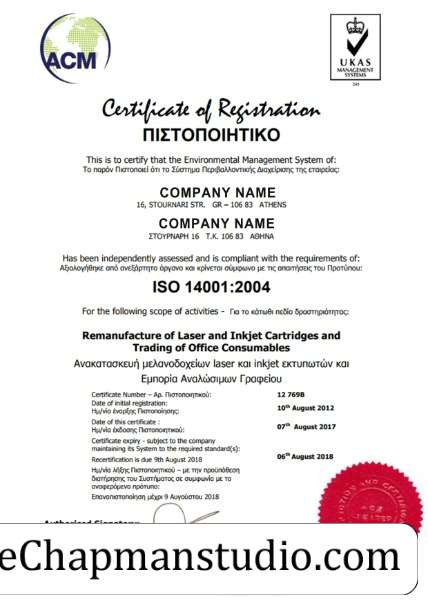 ACM
UKAS
MANAGEMENT
SYSTEMS
Certificate of Registration
ΠΙΣΤΟΠΟΙΗΤΙΚΟ
This is to certify that the Environmental Management System of:
Το παρόν Πιστοποιεί ότι το Σύστημα Περιβαλλοντικής Διαχείρισης της εταιρείας:
COMPANY NAME
16, STOURNARI STR. GR – 106 83 ATHENS
COMPANY NAME
ΣΤΟΥΡΝΑΡΗ 16 Τ.Κ. 106 83 ΑΘΗΝΑ
Has been independently assessed and is compliant with the requirements of:
Αξιολογήθηκε από ανεξάρτητο όργανο και κρίνεται σύμφωνο με τις απαιτήσεις του Προτύπου:
ISO 14001:2004
For the following scope of activities - Για το κάτωθι πεδίο δραστηριότητας:
Remanufacture of Laser and Inkjet Cartridges and
Trading of Office Consumables
Ανακατασκευή μελανοδοχείων laser και inkjet εκτυπωτών και
Εμπορία Αναλώσιμων Γραφείου
Certificate Number – Αρ. Πιστοποιητικού: 12 769B
Date of initial registration:
Ημ/νία έναρξης Πιστοποίησης: 10th August 2012
Date of this certificate :
Ημ/νία έκδοσης Πιστοποιητικού: 07th August 2017
Certificate expiry - subject to the company
maintaining its System to the required standard(s): 06th August 2018
Recertification is due 9th August 2018
Ημ/νία λήξης Πιστοποιητικού – με την προϋπόθεση
διατήρησης του Συστήματος σε συμφωνία με το
αναφερόμενο πρότυπο:
Επαναπιστοποίηση μέχρι 9 Αυγούστου 2018
Authorised Signatory
eChapmanstudio.com